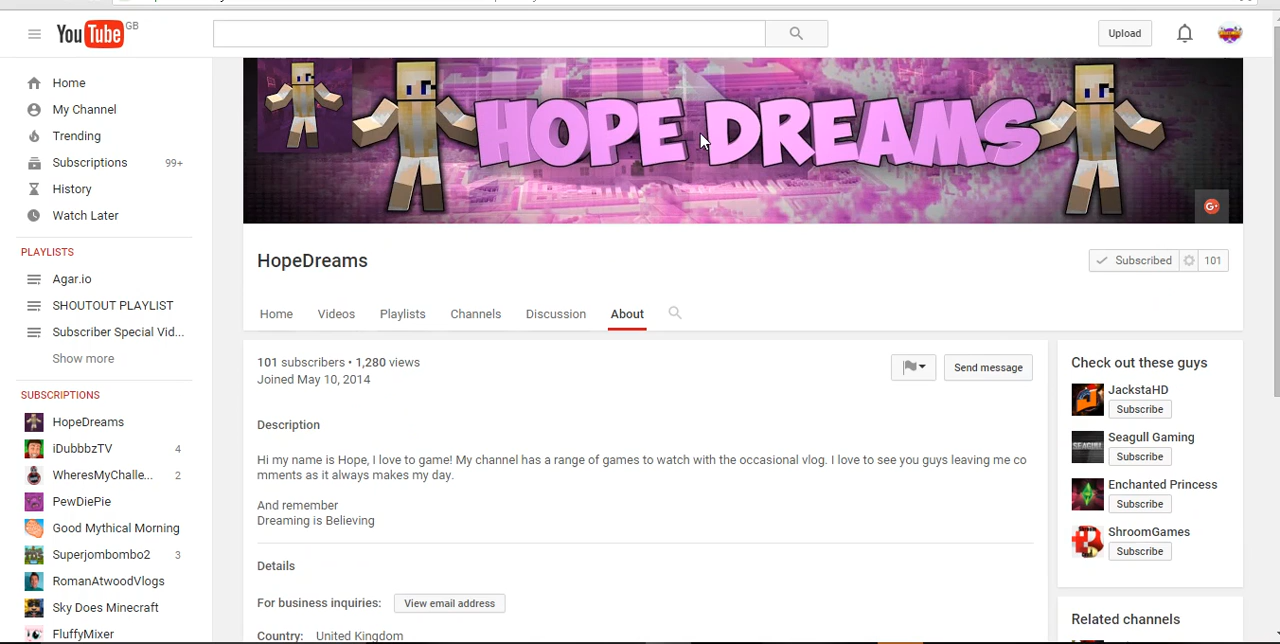 YouTube GB
Upload
HOPE DREAMS
G+
Home
My Channel
Trending
Subscriptions 99+
History
Watch Later
PLAYLISTS
Agar.io
SHOUTOUT PLAYLIST
Subscriber Special Vid...
Show more
SUBSCRIPTIONS
HopeDreams
iDubbbzTV 4
WheresMyChalle... 2
PewDiePie
Good Mythical Morning
Superjombombo2 3
RomanAtwoodVlogs
Sky Does Minecraft
FluffyMixer
HopeDreams
Subscribed 101
Home Videos Playlists Channels Discussion About
101 subscribers • 1,280 views
Joined May 10, 2014
Send message
Description
Hi my name is Hope, I love to game! My channel has a range of games to watch with the occasional vlog. I love to see you guys leaving me co
mments as it always makes my day.
And remember
Dreaming is Believing
Details
For business inquiries: View email address
Country: United Kingdom
Check out these guys
JackstaHD
Subscribe
SEAGULL
Seagull Gaming
Subscribe
Enchanted Princess
Subscribe
ShroomGames
Subscribe
Related channels